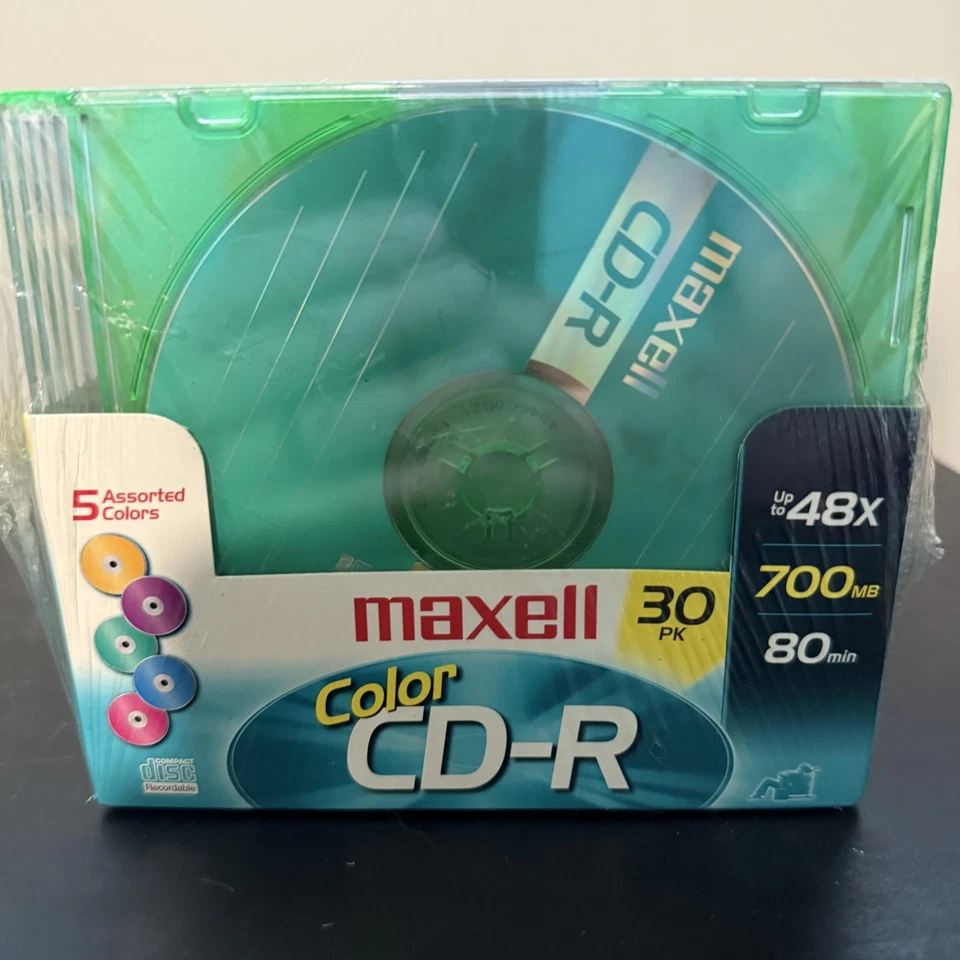 maxell
CD-R
5 Assorted
Colors
Up
to 48X
700MB
80min
maxell
30
PK
Color
CD-R
COMPACT
disc
Recordable